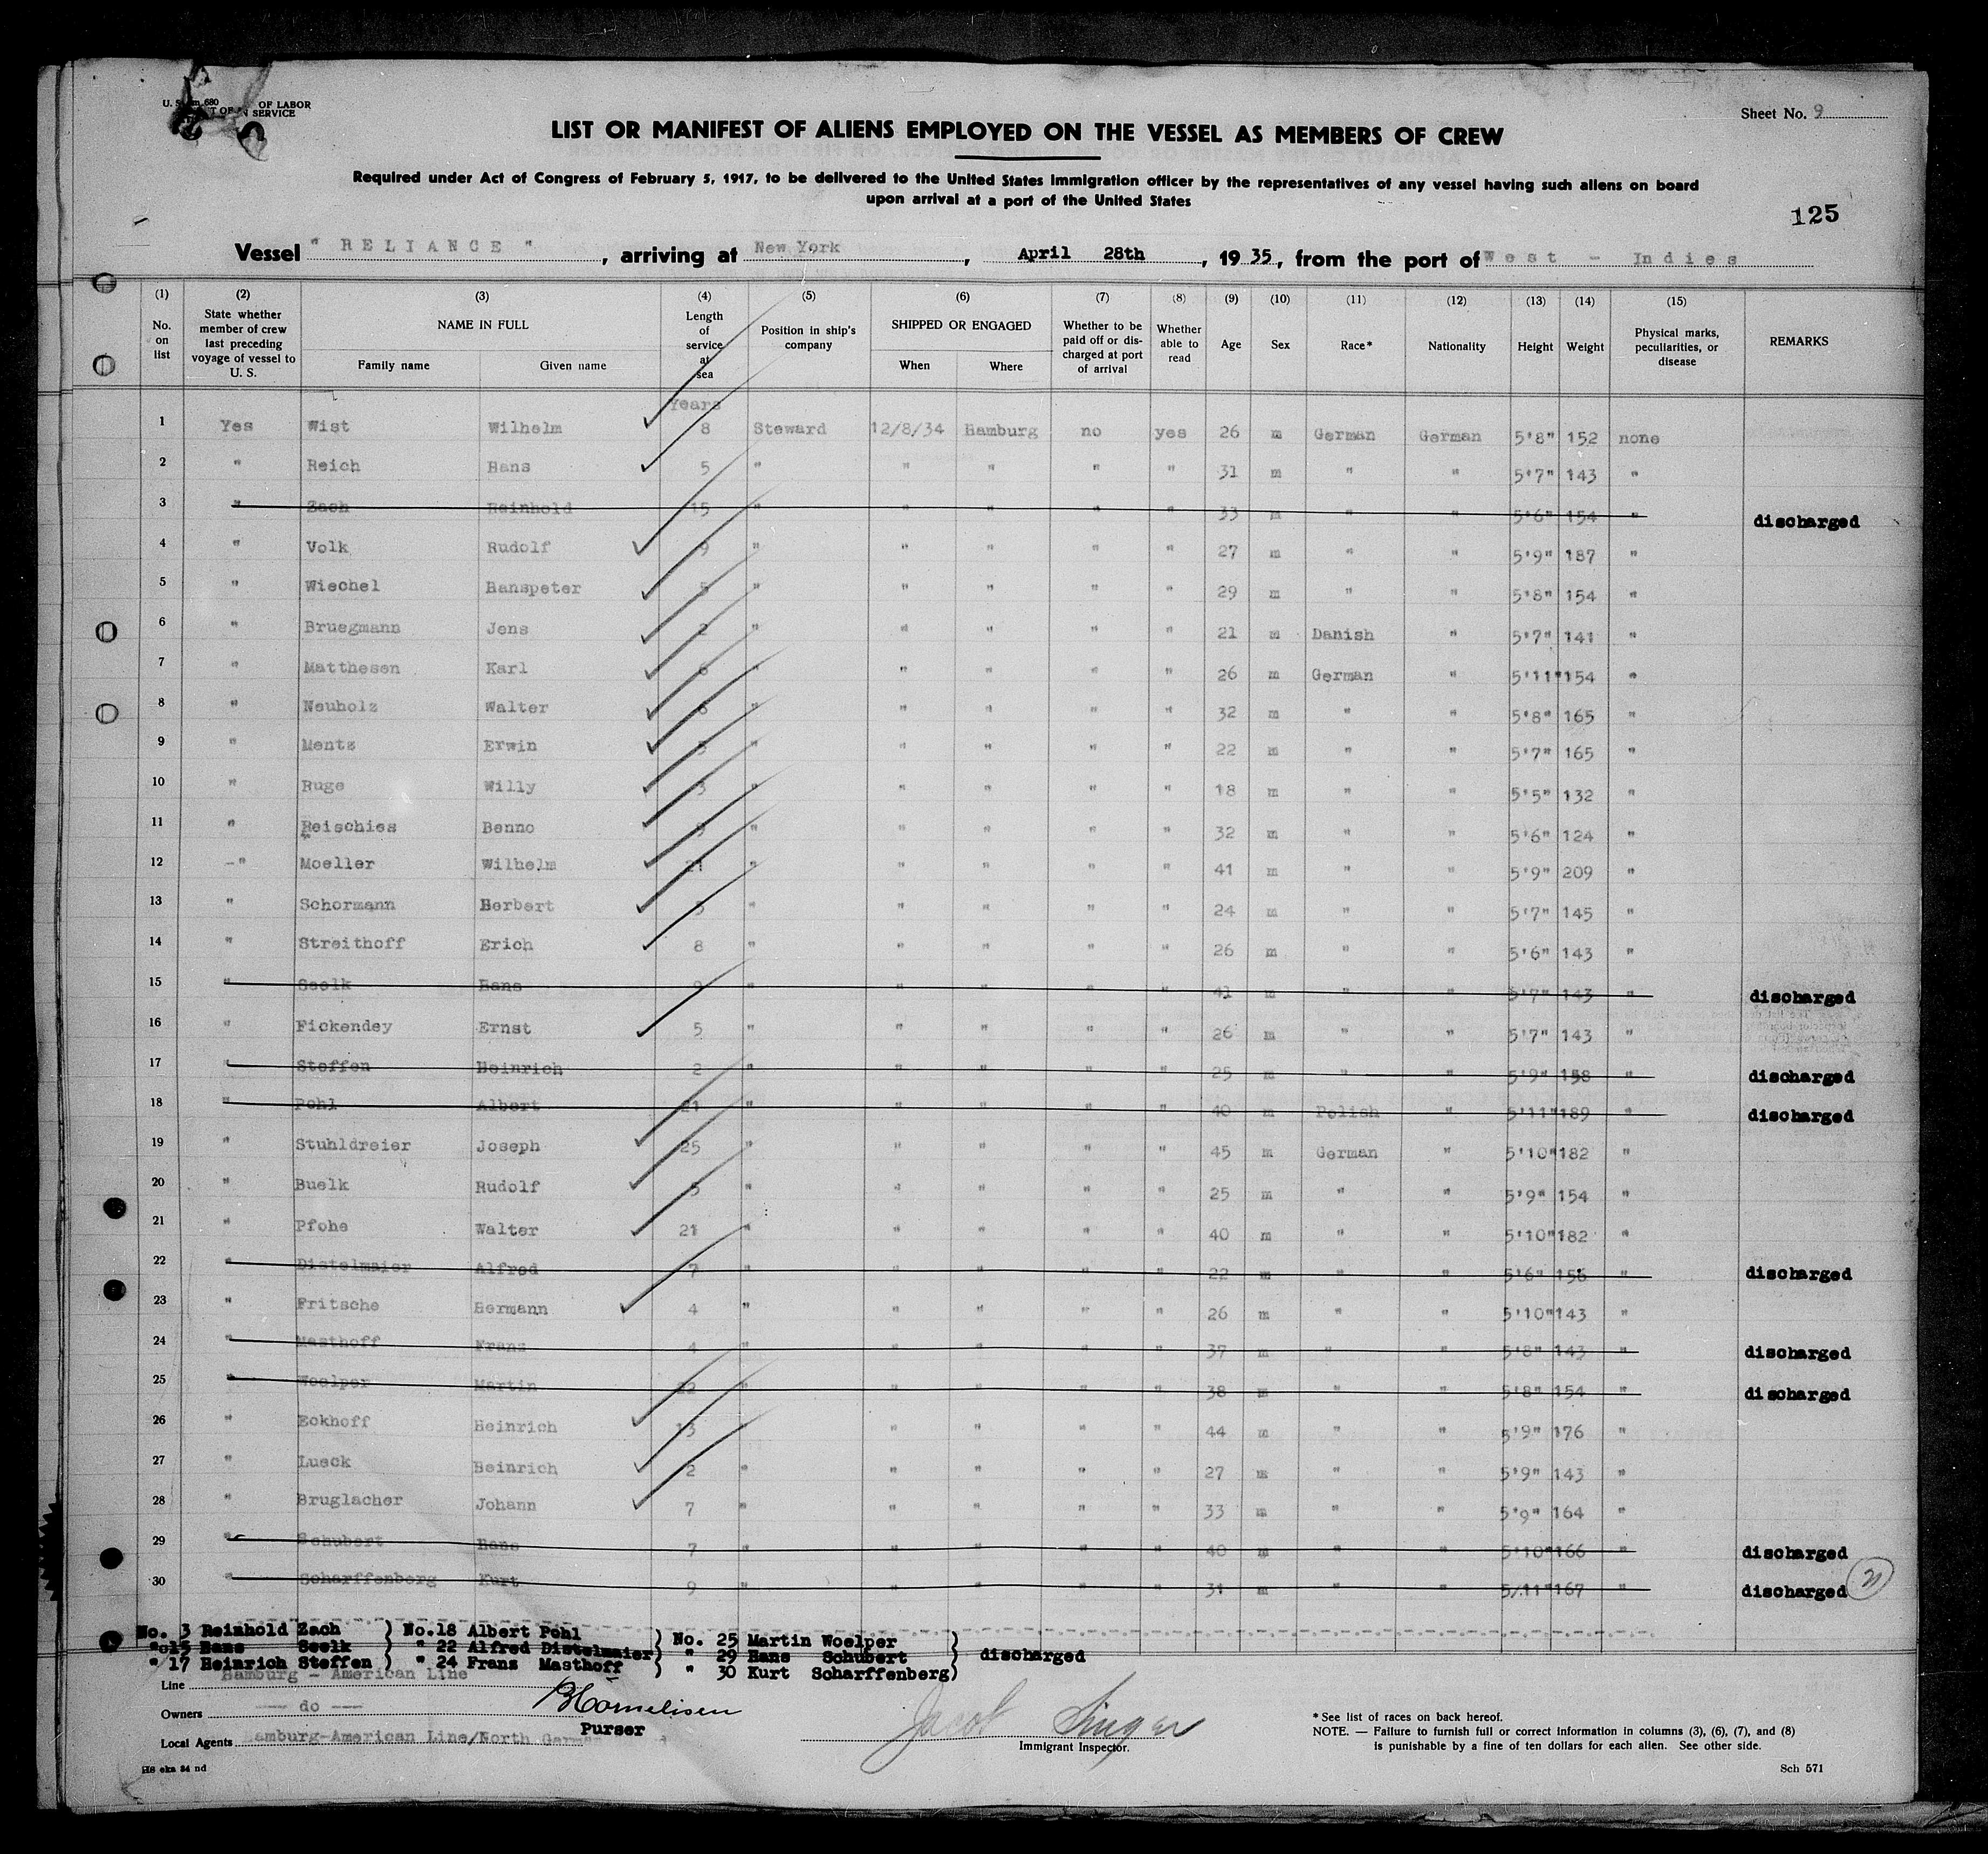 OF LABOR
SERVICE
Sheet No. 9
LIST OR MANIFEST OF ALIENS EMPLOYED ON THE VESSEL AS MEMBERS OF CREW
Required under Act of Congress of February 5, 1917, to be delivered to the United States Immigration officer by the representatives of any vessel having such aliens on board
upon arrival at a port of the United States
125
Vessel " RELIANCE " , arriving at New York , April 28th , 19 35, from the port of West - Indies
(1) (2) (3) (4) (5) (6) (7) (8) (9) (10) (11) (12) (13) (14) (15)
No. on list State whether member of crew last preceding voyage of vessel to U. S. NAME IN FULL Family name Given name Length of service at sea Position in ship's company SHIPPED OR ENGAGED When Where Whether to be paid off or discharged at port of arrival Whether able to read Age Sex Race* Nationality Height Weight Physical marks, peculiarities, or disease REMARKS
Years
1 Yes Wist Wilhelm 8 Steward 12/8/34 Hamburg no yes 26 m German German 5'8" 152 none
2 " Reich Hans 5 " " " " " 31 m " " 5'7" 143 "
3 " Zach Reinhold 15 " " " " " 33 m " " 5'6" 154 " discharged
4 " Volk Rudolf 9 " " " " " 27 m " " 5'9" 187 "
5 " Wiechel Hanspeter 5 " " " " " 29 m " " 5'8" 154 "
6 " Bruegmann Jens 2 " " " " " 21 m Danish " 5'7" 141 "
7 " Matthesen Karl 6 " " " " " 26 m German " 5'11" 154 "
8 " Neuholz Walter 6 " " " " " 32 m " " 5'8" 165 "
9 " Mentz Erwin 5 " " " " " 22 m " " 5'7" 165 "
10 " Ruge Willy 3 " " " " " 18 m " " 5'5" 132 "
11 " Reischies Benno 9 " " " " " 32 m " " 5'6" 124 "
12 -" Moeller Wilhelm 21 " " " " " 41 m " " 5'9" 209 "
13 " Schormann Herbert 3 " " " " " 24 m " " 5'7" 145 "
14 " Streithoff Erich 8 " " " " " 26 m " " 5'6" 143 "
15 " Seelk Hans 9 " " " " " 41 m " " 5'7" 143 " discharged
16 " Fickendey Ernst 5 " " " " " 26 m " " 5'7" 143 "
17 " Steffen Heinrich 2 " " " " " 25 m " " 5'9" 158 " discharged
18 " Pohl Albert 21 " " " " " 40 m Polish " 5'11" 189 " discharged
19 " Stuhldreier Joseph 25 " " " " " 45 m German " 5'10" 182 "
20 " Buelk Rudolf 5 " " " " " 25 m " " 5'9" 154 "
21 " Pfohe Walter 21 " " " " " 40 m " " 5'10" 182 "
22 " Distelmaier Alfred 7 " " " " " 22 m " " 5'6" 156 " discharged
23 " Fritsche Hermann 4 " " " " " 26 m " " 5'10" 143 "
24 " Masthoff Franz 4 " " " " " 37 m " " 5'8" 143 " discharged
25 " Woelper Martin 22 " " " " " 38 m " " 5'8" 154 " discharged
26 " Eckhoff Heinrich 13 " " " " " 44 m " " 5'9" 176 "
27 " Lueck Heinrich 2 " " " " " 27 m " " 5'9" 143 "
28 " Bruglacher Johann 7 " " " " " 33 m " " 5'9" 164 "
29 " Schubert Hans 7 " " " " " 40 m " " 5'10" 166 " discharged
30 " Scharffenberg Kurt 9 " " " " " 31 m " " 5/11" 167 " discharged 21
No. 3 Reinhold Zach ) No.18 Albert Pohl ) No. 25 Martin Woelper )
" 15 Hans Seelk ) " 22 Alfred Distelmaier) " 29 Hans Schubert ) discharged
" 17 Heinrich Steffen ) " 24 Franz Masthoff ) " 30 Kurt Scharffenberg)
Line Hamburg - American Line
Owners --- do ---
Purser
Local Agents Hamburg-American Line/North
Jacob Singer
Immigrant Inspector.
* See list of races on back hereof.
NOTE. — Failure to furnish full or correct information in columns (3), (6), (7), and (8)
is punishable by a fine of ten dollars for each alien. See other side.
HS eka 84 nd
Sch 571